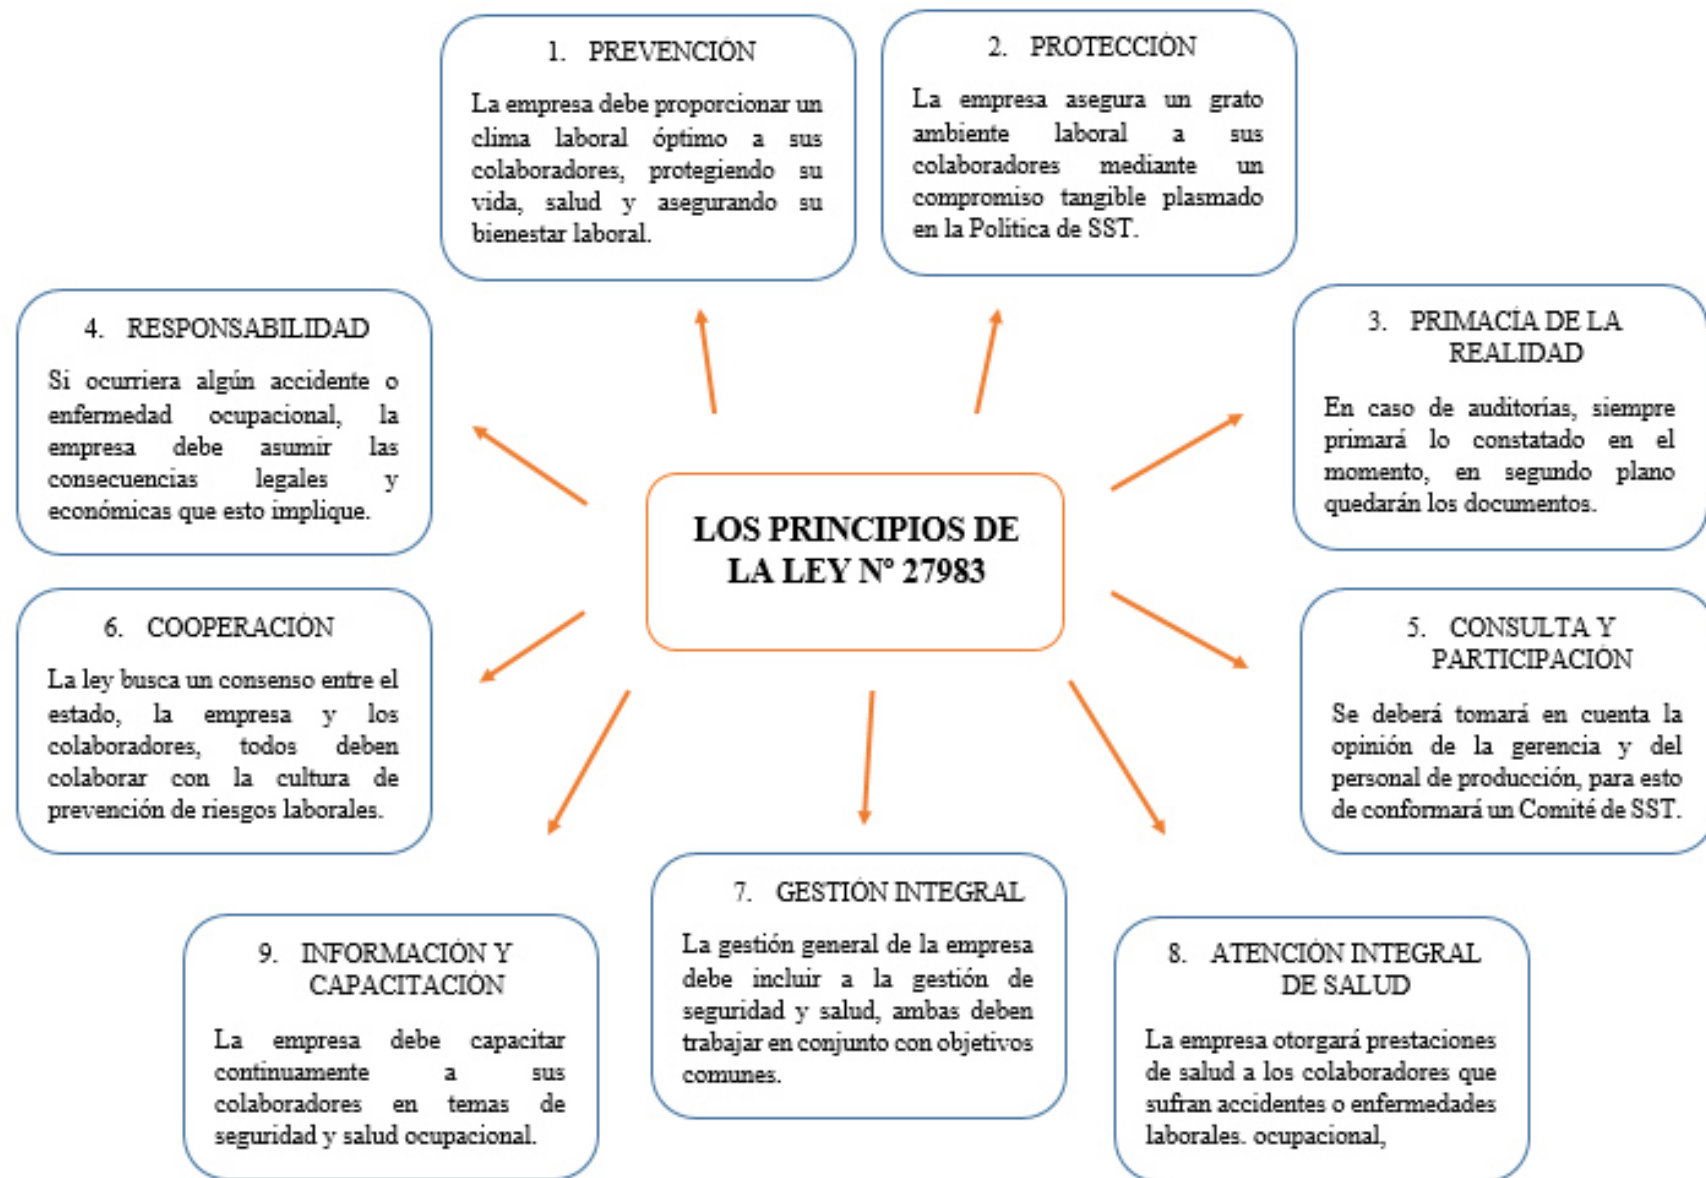 1. PREVENCIÓN
La empresa debe proporcionar un
clima laboral óptimo a sus
colaboradores, protegiendo su
vida, salud y asegurando su
bienestar laboral.
2. PROTECCIÓN
La empresa asegura un grato
ambiente laboral a sus
colaboradores mediante un
compromiso tangible plasmado
en la Política de SST.
4. RESPONSABILIDAD
Si ocurriera algún accidente o
enfermedad ocupacional, la
empresa debe asumir las
consecuencias legales y
económicas que esto implique.
3. PRIMACÍA DE LA
REALIDAD
En caso de auditorías, siempre
primará lo constatado en el
momento, en segundo plano
quedarán los documentos.
LOS PRINCIPIOS DE
LA LEY Nº 27983
6. COOPERACIÓN
La ley busca un consenso entre el
estado, la empresa y los
colaboradores, todos deben
colaborar con la cultura de
prevención de riesgos laborales.
5. CONSULTA Y
PARTICIPACIÓN
Se deberá tomará en cuenta la
opinión de la gerencia y del
personal de producción, para esto
de conformará un Comité de SST.
9. INFORMACIÓN Y
CAPACITACIÓN
La empresa debe capacitar
continuamente a sus
colaboradores en temas de
seguridad y salud ocupacional.
7. GESTIÓN INTEGRAL
La gestión general de la empresa
debe incluir a la gestión de
seguridad y salud, ambas deben
trabajar en conjunto con objetivos
comunes.
8. ATENCIÓN INTEGRAL
DE SALUD
La empresa otorgará prestaciones
de salud a los colaboradores que
sufran accidentes o enfermedades
laborales. ocupacional,